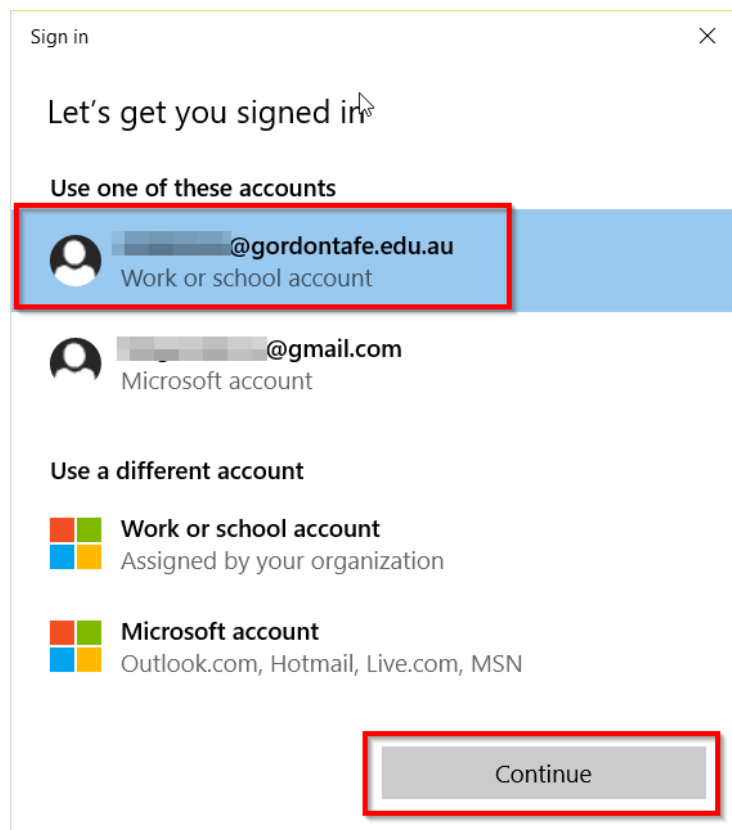 Sign in
Let's get you signed in
Use one of these accounts
@gordontafe.edu.au
Work or school account
@gmail.com
Microsoft account
Use a different account
Work or school account
Assigned by your organization
Microsoft account
Outlook.com, Hotmail, Live.com, MSN
Continue